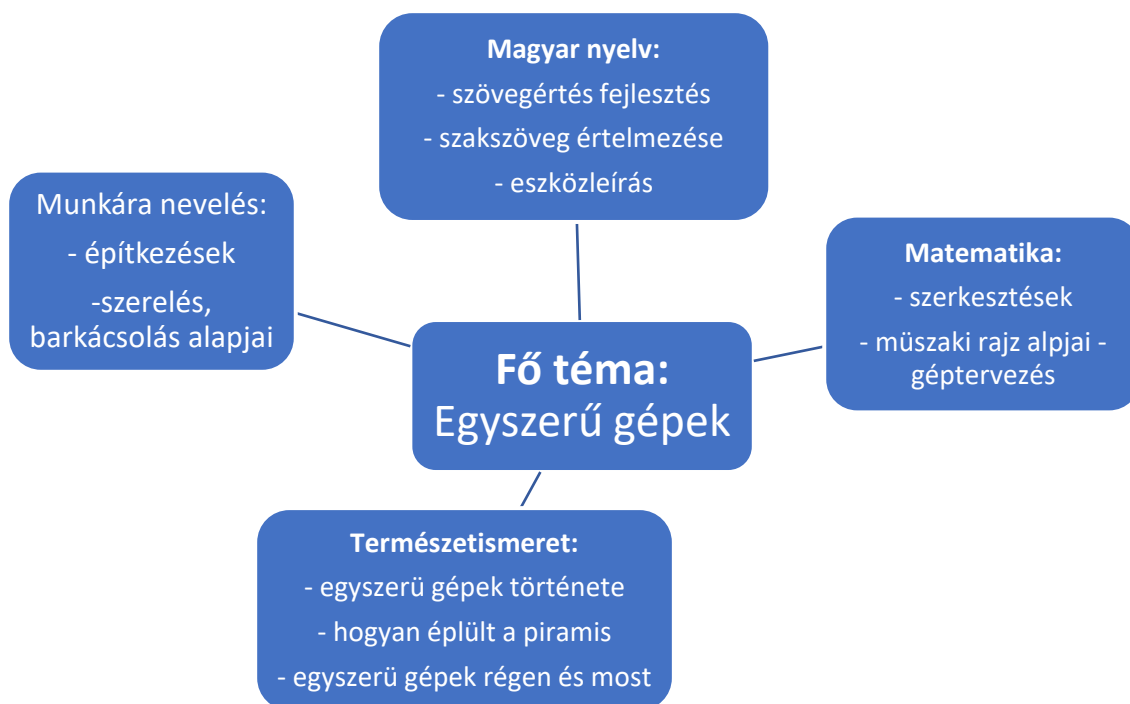 Magyar nyelv:
- szövegértés fejlesztés
- szakszöveg értelmezése
- eszközleírás
Munkára nevelés:
- építkezések
-szerelés,
barkácsolás alapjai
Matematika:
- szerkesztések
- müszaki rajz alpjai -
géptervezés
Fő téma:
Egyszerű gépek
Természetismeret:
- egyszerü gépek története
- hogyan éplült a piramis
- egyszerü gépek régen és most